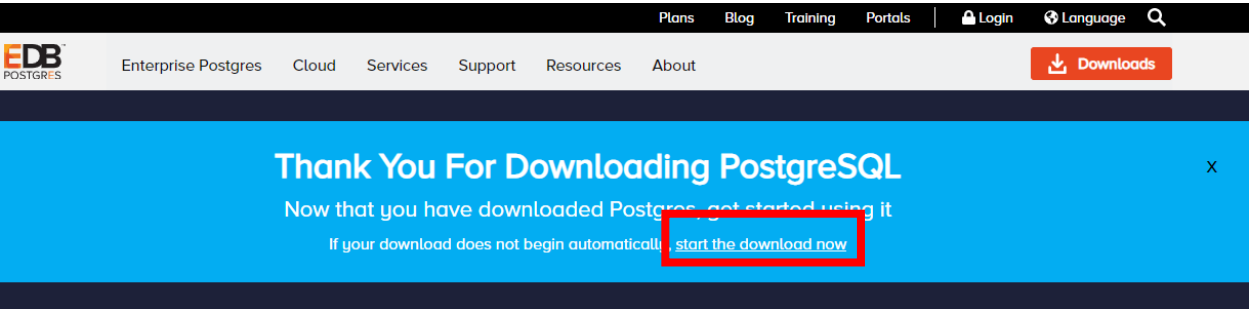 Plans Blog Training Portals Login Language
EDB
POSTGRES
Enterprise Postgres Cloud Services Support Resources About Downloads
Thank You For Downloading PostgreSQL
X
Now that you have downloaded Postgres, get started using it
If your download does not begin automatically, start the download now